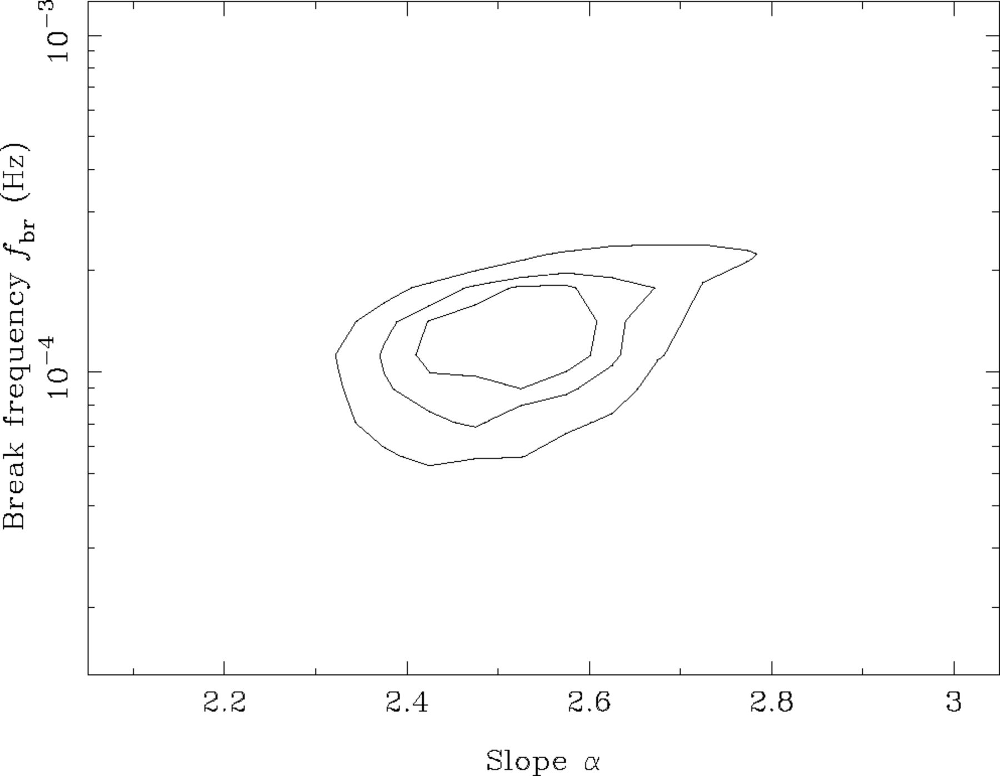 10⁻³
10⁻⁴
Break frequency f_br (Hz)
2.2 2.4 2.6 2.8 3
Slope α